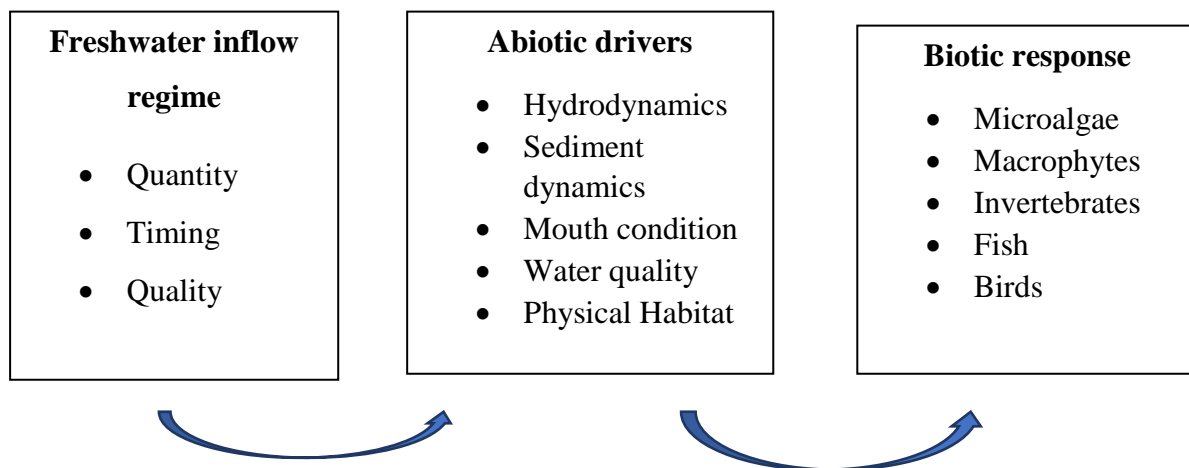 Freshwater inflow
regime
• Quantity
• Timing
• Quality
Abiotic drivers
• Hydrodynamics
• Sediment
dynamics
• Mouth condition
• Water quality
• Physical Habitat
Biotic response
• Microalgae
• Macrophytes
• Invertebrates
• Fish
• Birds